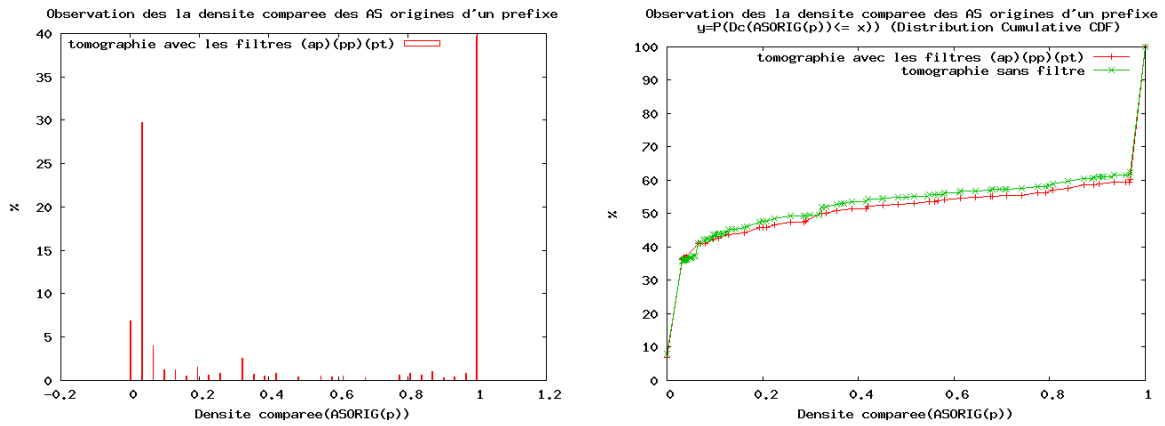 Observation des la densite comparee des AS origines d'un prefixe
tomographie avec les filtres (ap)(pp)(pt)
40
35
30
25
20
15
10
5
0
%
-0.2 0 0.2 0.4 0.6 0.8 1 1.2
Densite comparee(ASORIG(p))
Observation des la densite comparee des AS origines d'un prefixe
y=P(Dc(ASORIG(p))<= x)) (Distribution Cumulative CDF)
tomographie avec les filtres (ap)(pp)(pt)
tomographie sans filtre
100
90
80
70
60
50
40
30
20
10
0
%
0 0.2 0.4 0.6 0.8 1
Densite comparee(ASORIG(p))